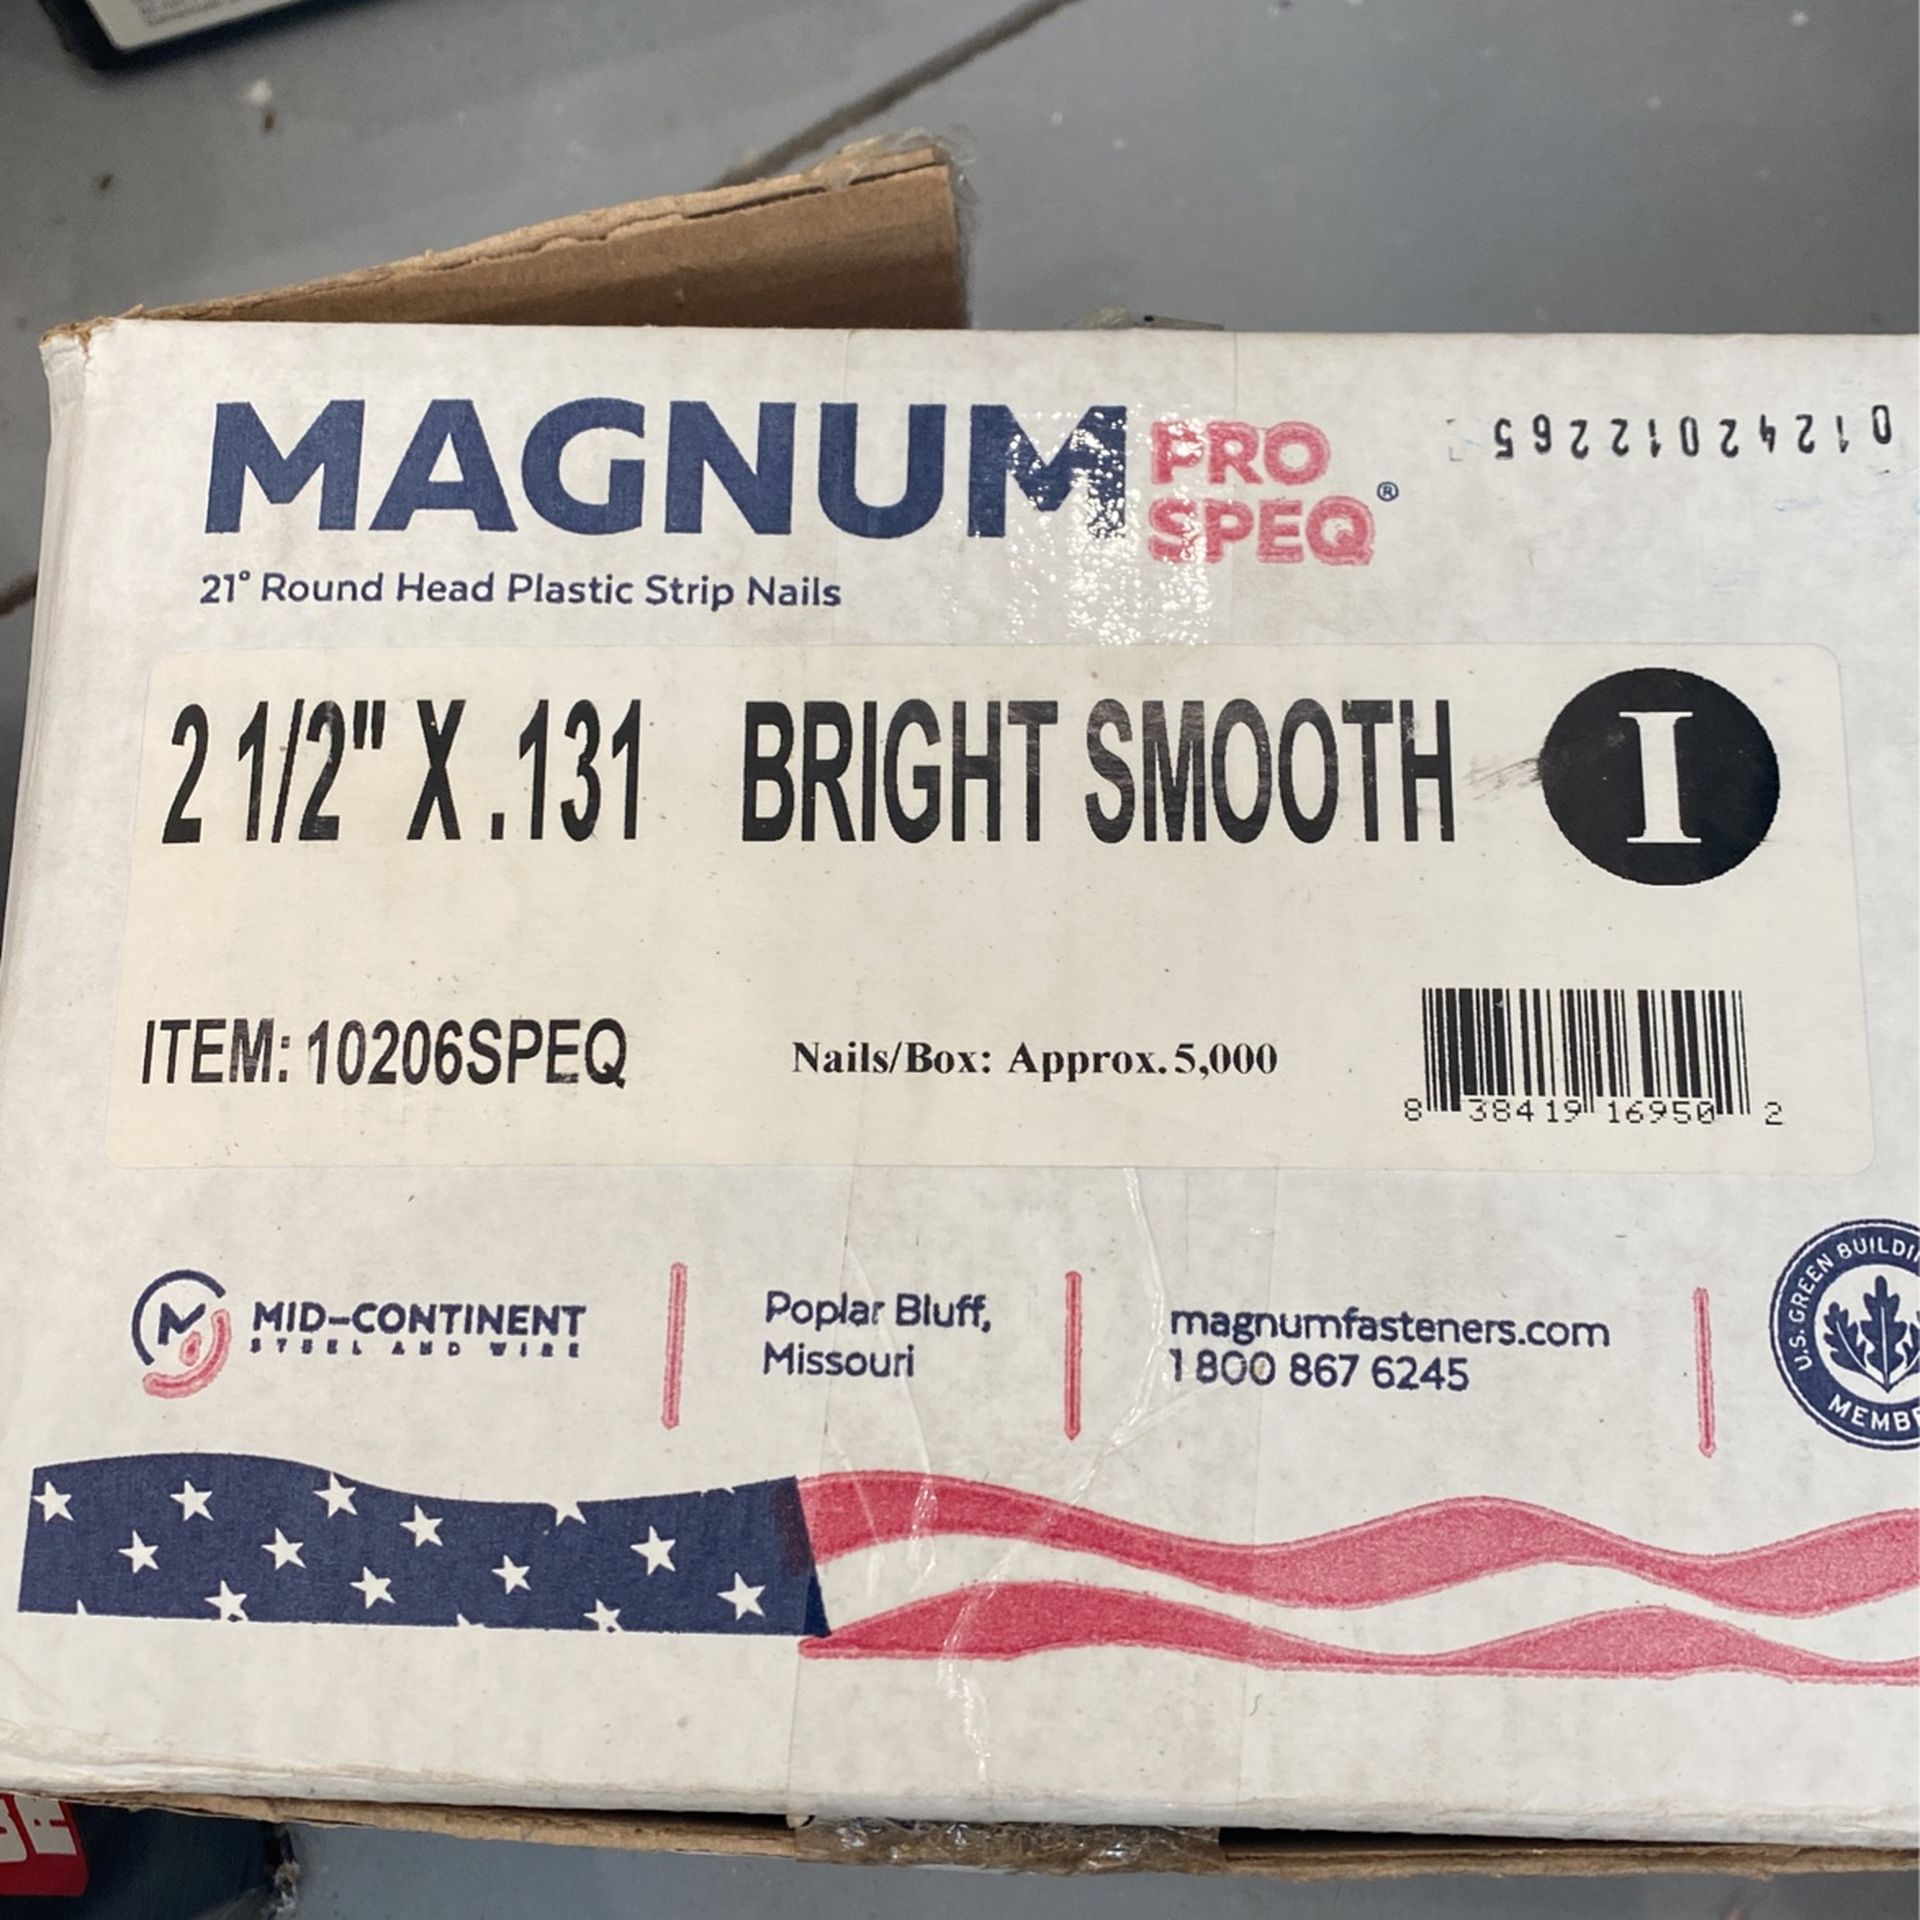 MAGNUM PRO SPEQ®
01242012265
21° Round Head Plastic Strip Nails
2 1/2" X .131 BRIGHT SMOOTH I
ITEM: 10206SPEQ Nails/Box: Approx. 5,000
8 38419 16950 2
MID-CONTINENT
STEEL AND WIRE
Poplar Bluff,
Missouri
magnumfasteners.com
1 800 867 6245
U.S. GREEN